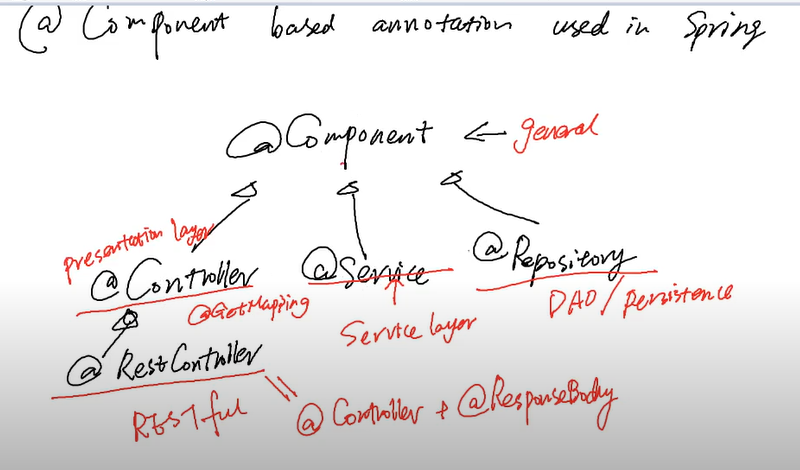 @Component based annotation used in Spring
@Component ← general
presentation layer
@Controller
@Service
@Repository
@GetMapping
Service layer
DAO/persistence
@RestController
RESTful
@Controller + @ResponseBody